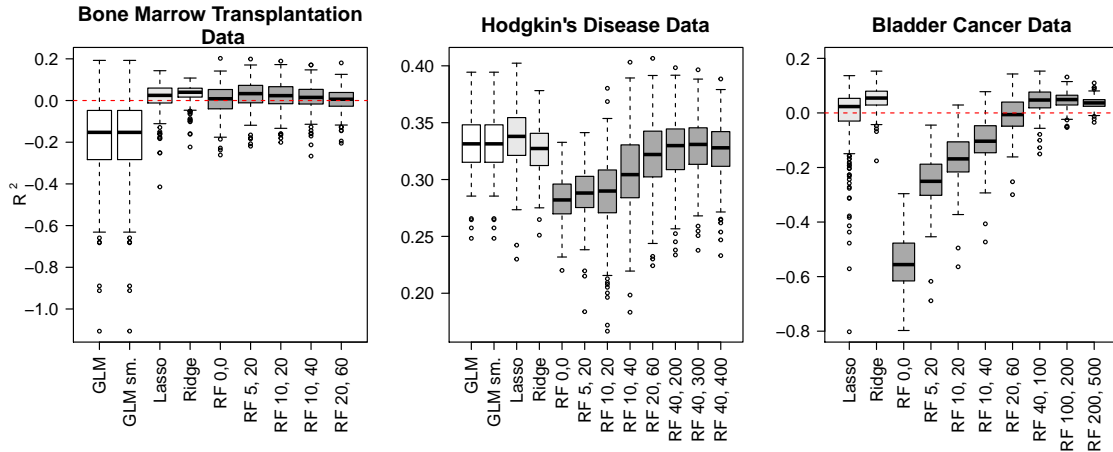 Bone Marrow Transplantation
Data
Hodgkin's Disease Data
Bladder Cancer Data
R²
0.2
0.0
−0.2
−0.4
−0.6
−0.8
−1.0
GLM
GLM sm.
Lasso
Ridge
RF 0,0
RF 5, 20
RF 10, 20
RF 10, 40
RF 20, 60
0.40
0.35
0.30
0.25
0.20
GLM
GLM sm.
Lasso
Ridge
RF 0,0
RF 5, 20
RF 10, 20
RF 10, 40
RF 20, 60
RF 40, 200
RF 40, 300
RF 40, 400
0.2
0.0
−0.2
−0.4
−0.6
−0.8
Lasso
Ridge
RF 0,0
RF 5, 20
RF 10, 20
RF 10, 40
RF 20, 60
RF 40, 100
RF 100, 200
RF 200, 500